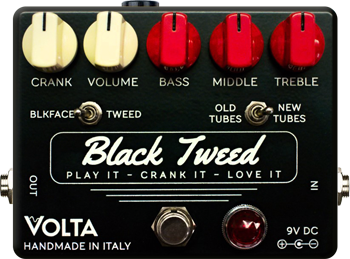 CRANK VOLUME BASS MIDDLE TREBLE
BLKFACE TWEED OLD TUBES NEW TUBES
Black Tweed
PLAY IT - CRANK IT - LOVE IT
OUT
IN
VOLTA
HANDMADE IN ITALY
9V DC